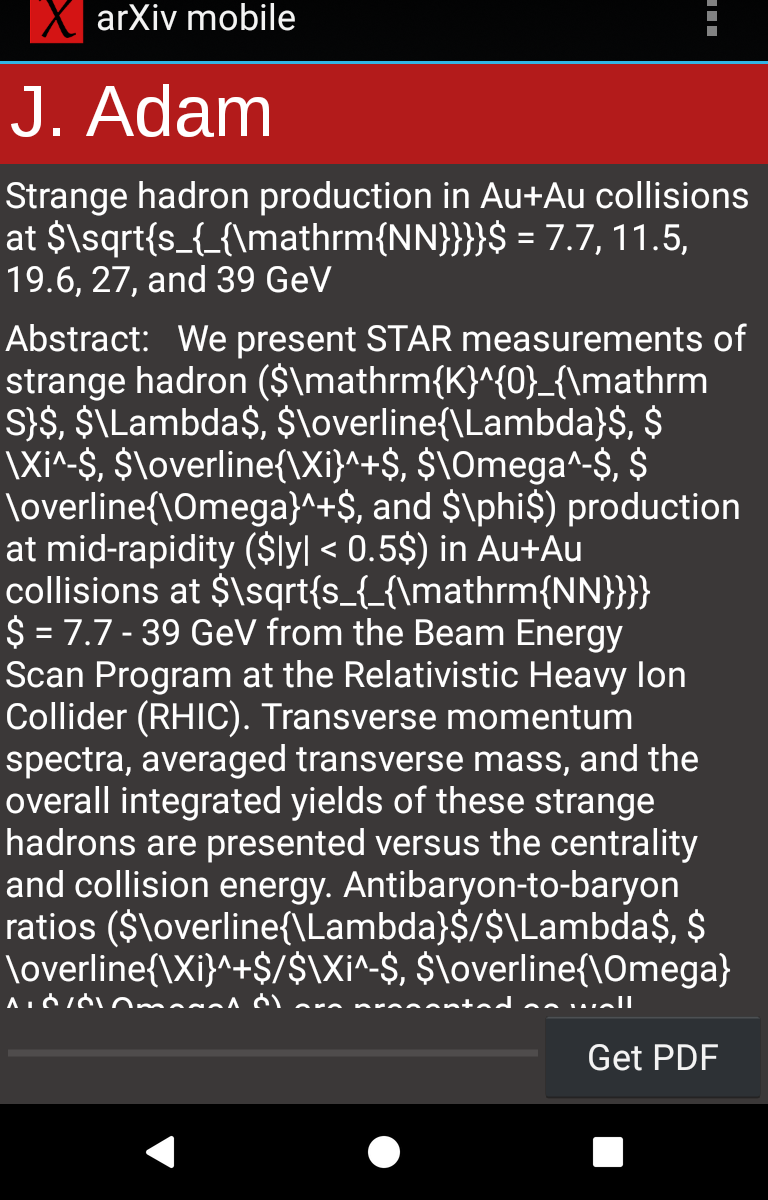 arXiv mobile
J. Adam
Strange hadron production in Au+Au collisions
at $\sqrt{s_{_{\mathrm{NN}}}}$ = 7.7, 11.5,
19.6, 27, and 39 GeV
Abstract:   We present STAR measurements of
strange hadron ($\mathrm{K}^{0}_{\mathrm
S}$, $\Lambda$, $\overline{\Lambda}$, $
\Xi^-$, $\overline{\Xi}^+$, $\Omega^-$, $
\overline{\Omega}^+$, and $\phi$) production
at mid-rapidity ($|y| < 0.5$) in Au+Au
collisions at $\sqrt{s_{_{\mathrm{NN}}}}
$ = 7.7 - 39 GeV from the Beam Energy
Scan Program at the Relativistic Heavy Ion
Collider (RHIC). Transverse momentum
spectra, averaged transverse mass, and the
overall integrated yields of these strange
hadrons are presented versus the centrality
and collision energy. Antibaryon-to-baryon
ratios ($\overline{\Lambda}$/$\Lambda$, $
\overline{\Xi}^+$/$\Xi^-$, $\overline{\Omega}
^+$/$\Omega^-$) are presented as well
Get PDF